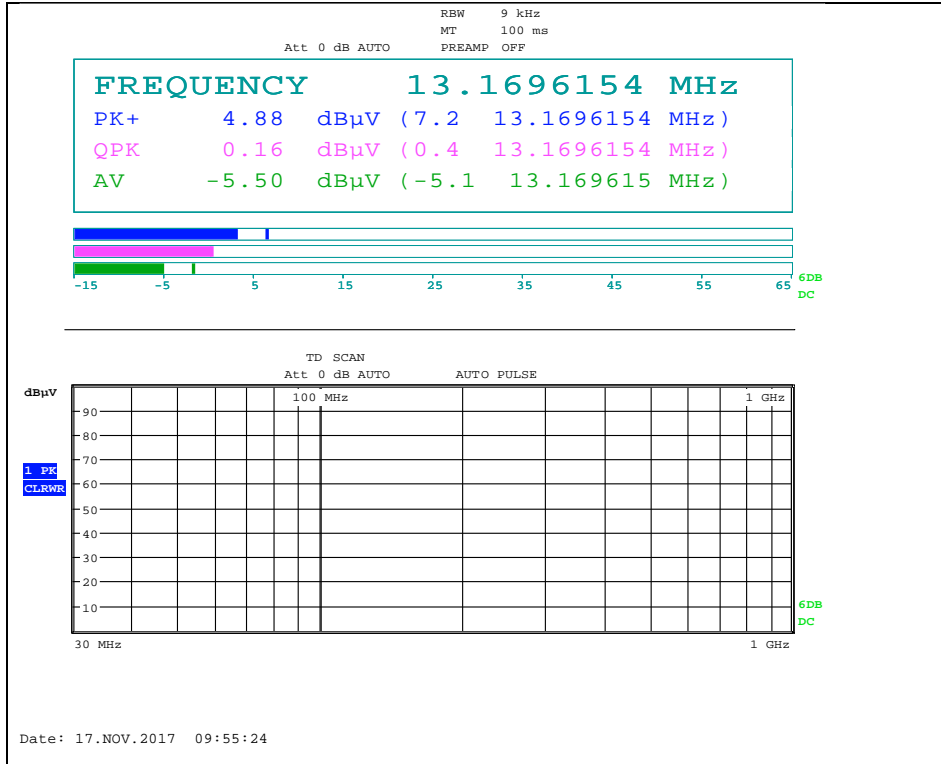 RBW 9 kHz
MT 100 ms
Att 0 dB AUTO PREAMP OFF
FREQUENCY 13.1696154 MHz
PK+ 4.88 dBµV (7.2 13.1696154 MHz)
QPK 0.16 dBµV (0.4 13.1696154 MHz)
AV -5.50 dBµV (-5.1 13.169615 MHz)
-15 -5 5 15 25 35 45 55 65
6DB
DC
TD SCAN
Att 0 dB AUTO AUTO PULSE
dBµV
100 MHz 1 GHz
90
80
70
1 PK
CLRWR
60
50
40
30
20
10
6DB
DC
30 MHz 1 GHz
Date: 17.NOV.2017 09:55:24